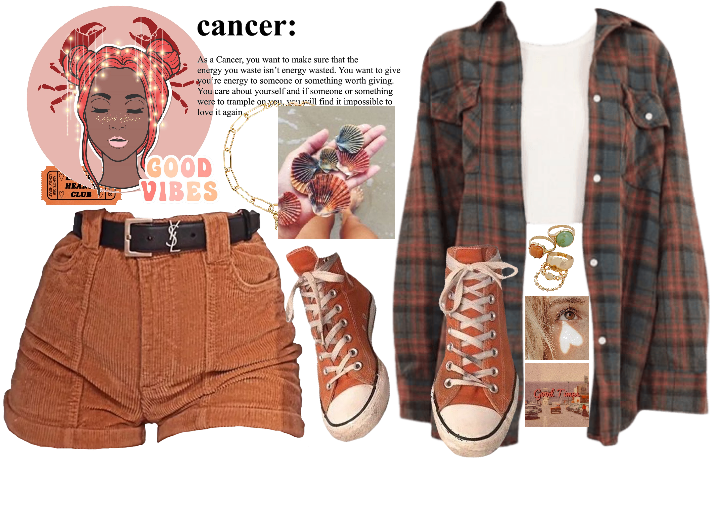 cancer:
As a Cancer, you want to make sure that the
energy you waste isn't energy wasted. You want to give
you're energy to someone or something worth giving.
You care about yourself and if someone or something
were to trample on you, you will find it impossible to
love it again
GOOD
VIBES
HEAR
CLUB
YSL
Good Times